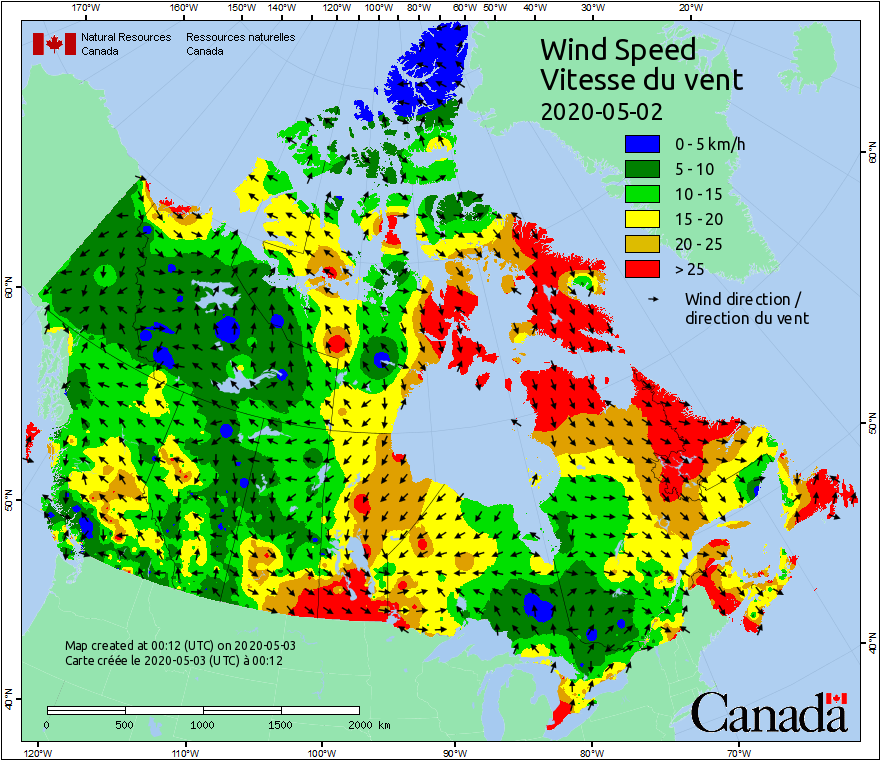 170°W 160°W 150°W 140°W 120°W 100°W 80°W 60°W 50°W 40°W 30°W 20°W
Natural Resources Canada
Ressources naturelles Canada
Wind Speed
Vitesse du vent
2020-05-02
0 - 5 km/h
5 - 10
10 - 15
15 - 20
20 - 25
> 25
Wind direction /
direction du vent
60°N
50°N
40°N
60°N
50°N
40°N
Map created at 00:12 (UTC) on 2020-05-03
Carte créée le 2020-05-03 (UTC) à 00:12
0 500 1000 1500 2000 km
Canada
120°W 110°W 100°W 90°W 80°W 70°W